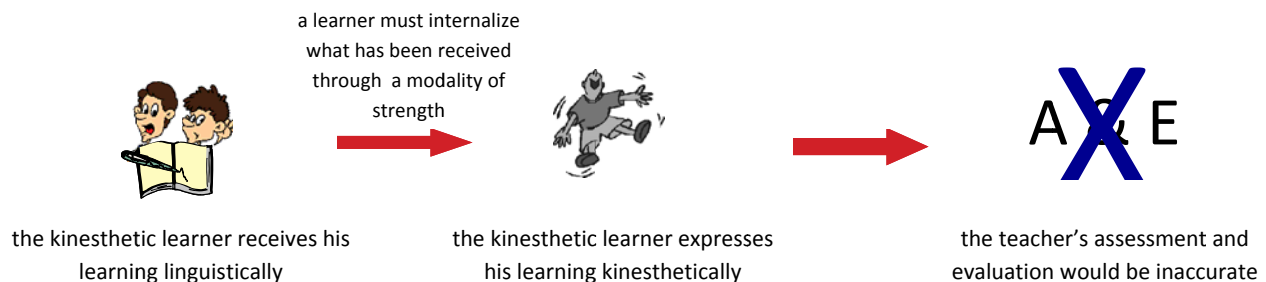 a learner must internalize
what has been received
through a modality of
strength
A & E
the kinesthetic learner receives his
learning linguistically
the kinesthetic learner expresses
his learning kinesthetically
the teacher’s assessment and
evaluation would be inaccurate